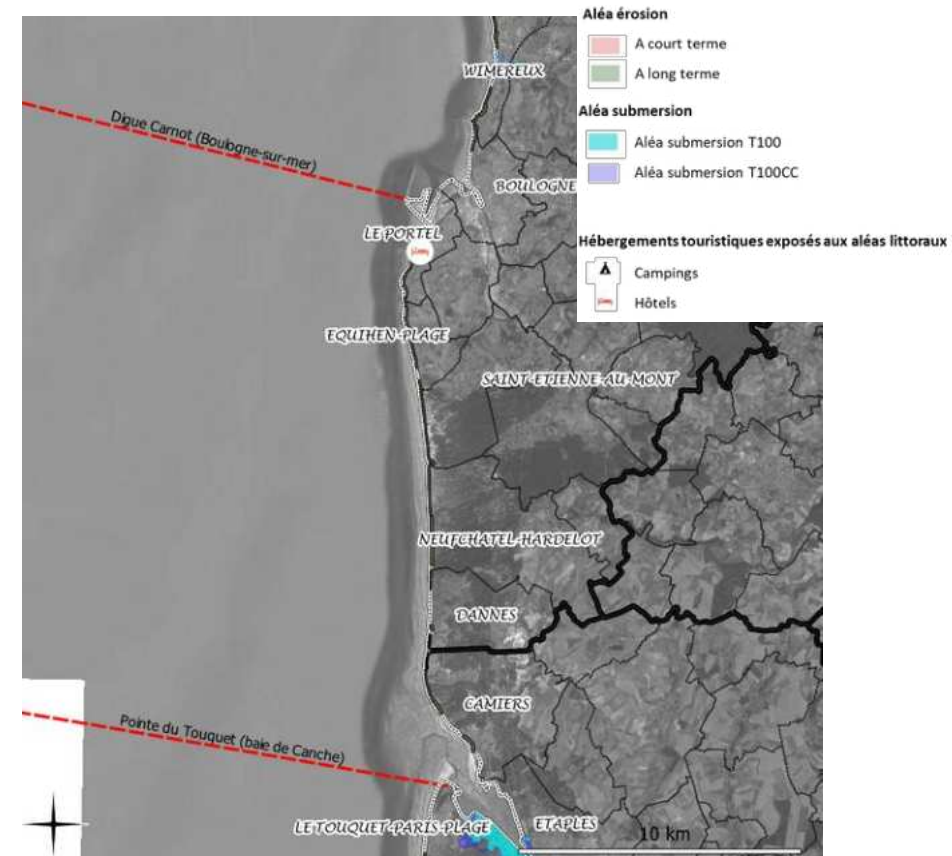 Aléa érosion
A court terme
A long terme
Aléa submersion
Aléa submersion T100
Aléa submersion T100CC
Hébergements touristiques exposés aux aléas littoraux
Campings
Hôtels
WIMEREUX
Digue Carnot (Boulogne-sur-mer)
BOULOGNE
LE PORTEL
EQUIHEN-PLAGE
SAINT-ETIENNE-AU-MONT
NEUFCHATEL-HARDELOT
DANNES
CAMIERS
Pointe du Touquet (baie de Canche)
LE TOUQUET-PARIS-PLAGE
ETAPLES
10 km